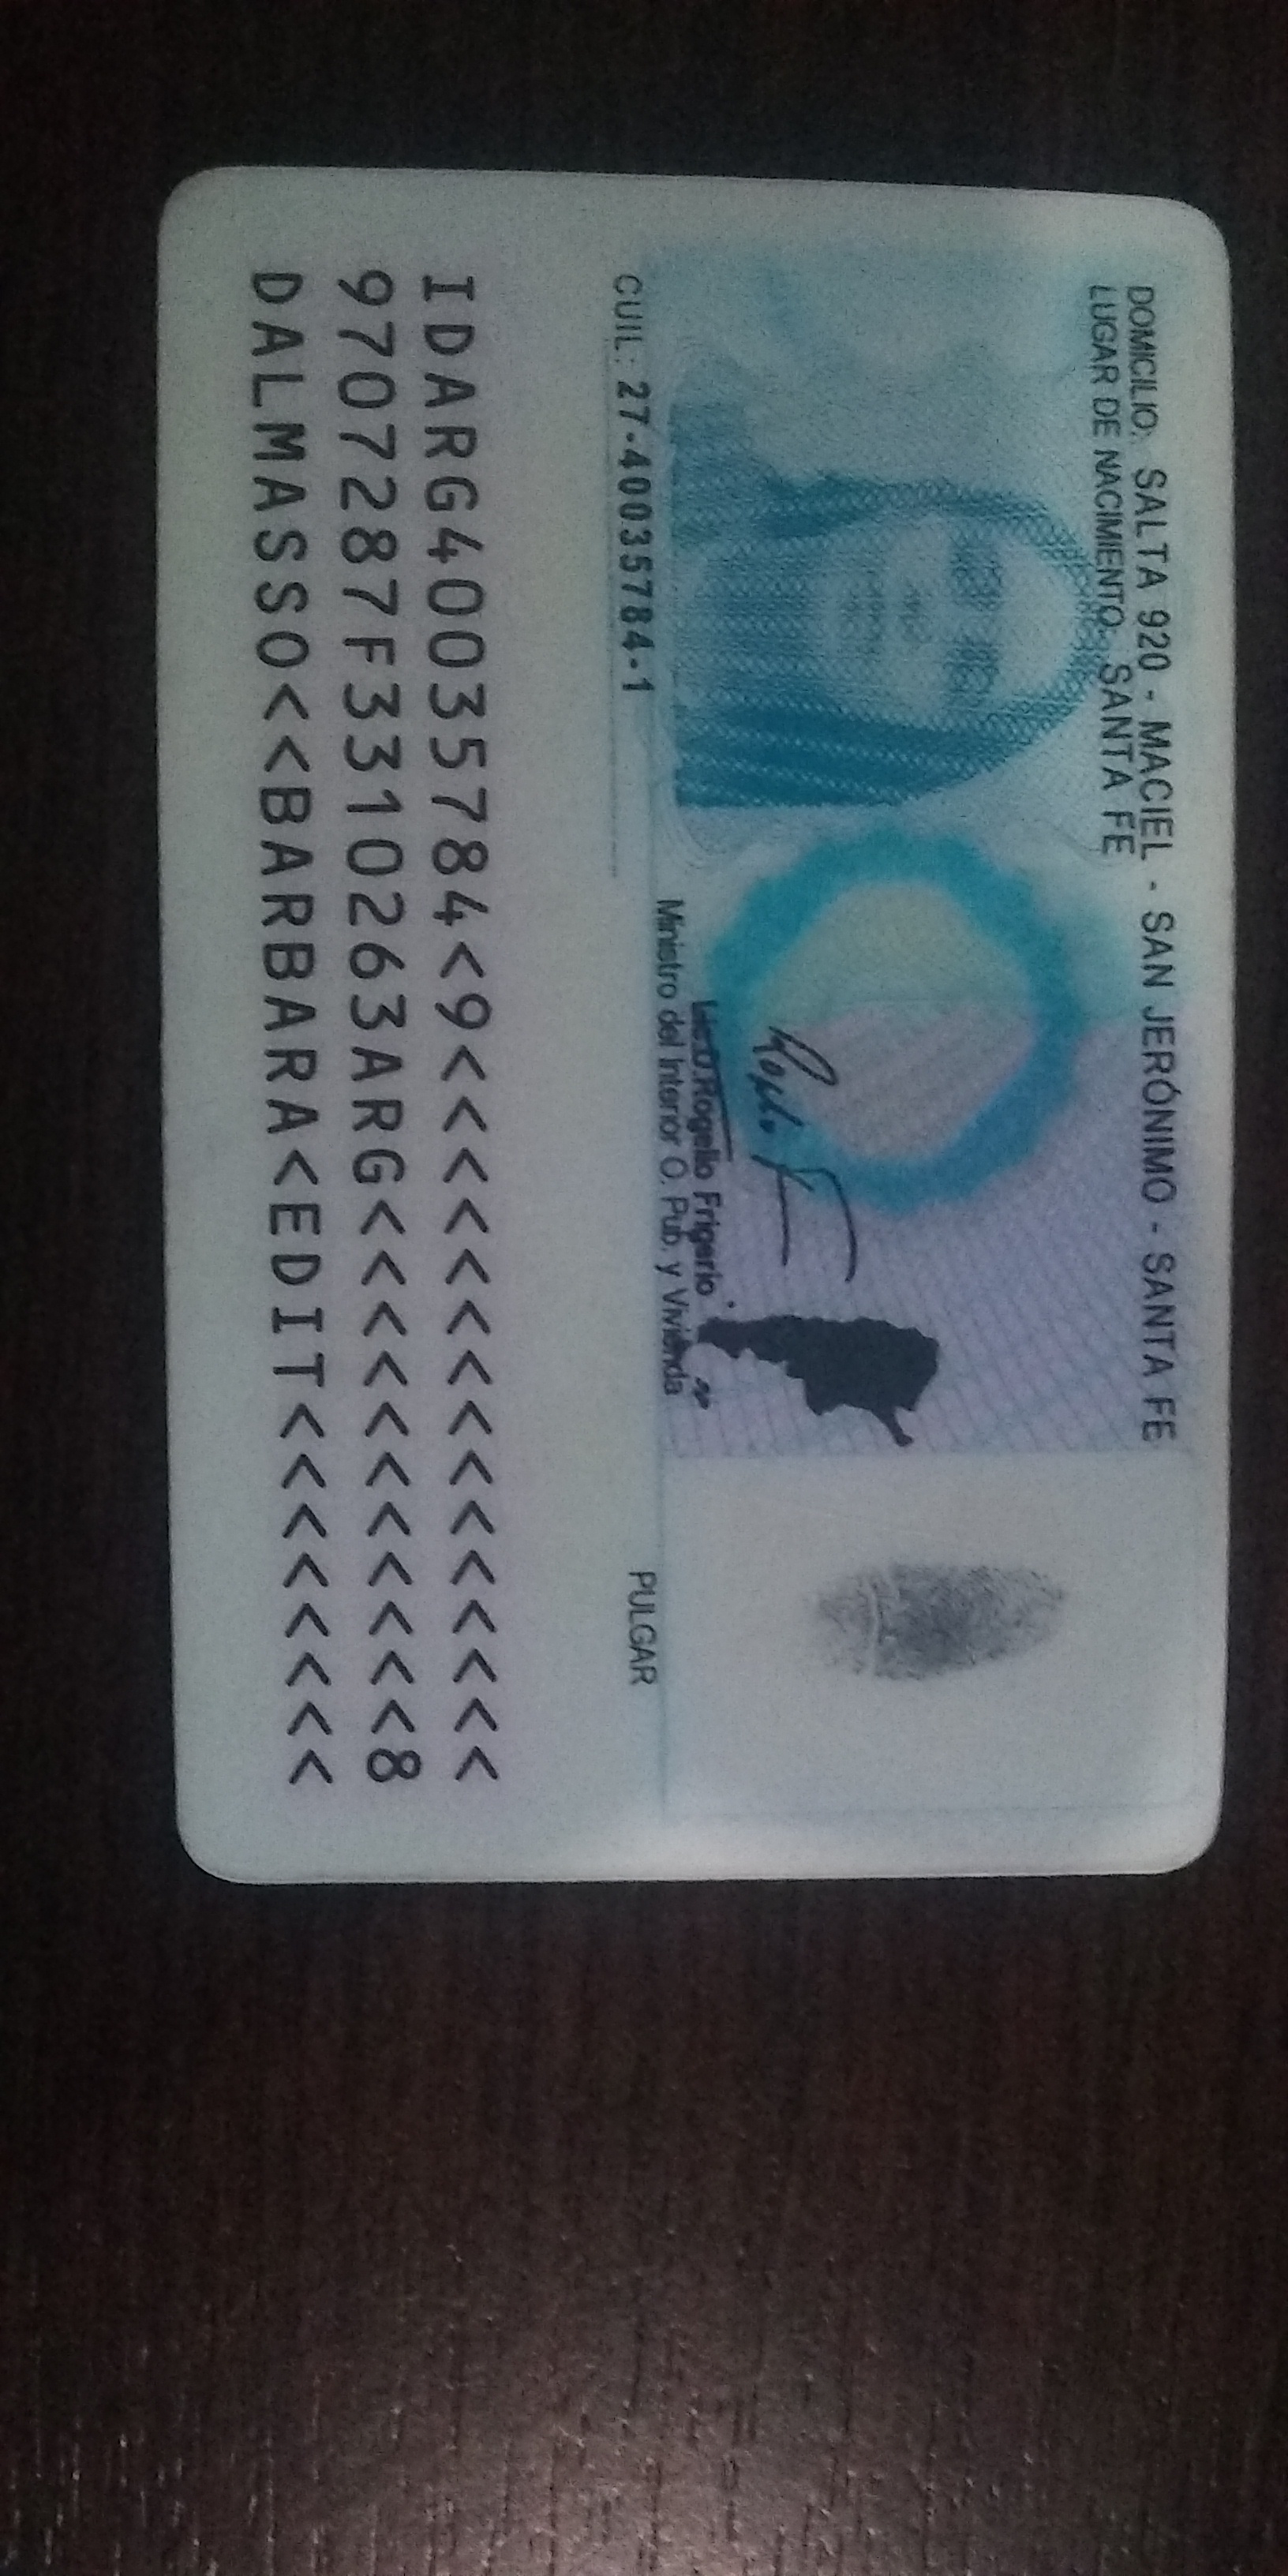 DOMICILIO: SALTA 920 - MACIEL - SAN JERÓNIMO - SANTA FE
LUGAR DE NACIMIENTO: SANTA FE
Lic. Rogelio Frigerio
Ministro del Interior O. Pub. y Vivienda
CUIL: 27-40035784-1
PULGAR
IDARG40035784<9<<<<<<<<<<<<<<<
9707287F3310263ARG<<<<<<<<<<<8
DALMASSO<<BARBARA<EDIT<<<<<<<<